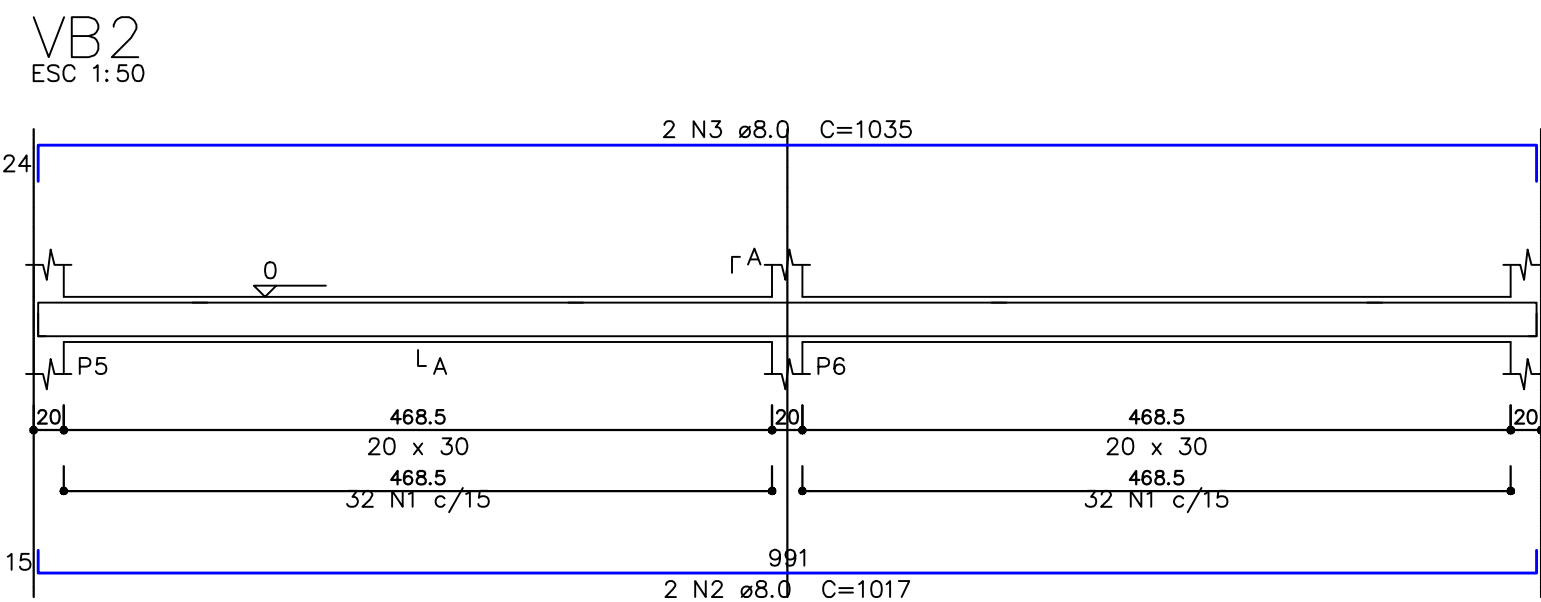 VB2
ESC 1:50
2 N3 ø8.0 C=1035
24
0
A
P5
A
P6
20 468.5 20 468.5 20
20 x 30 20 x 30
468.5 468.5
32 N1 c/15 32 N1 c/15
15
991
2 N2 ø8.0 C=1017